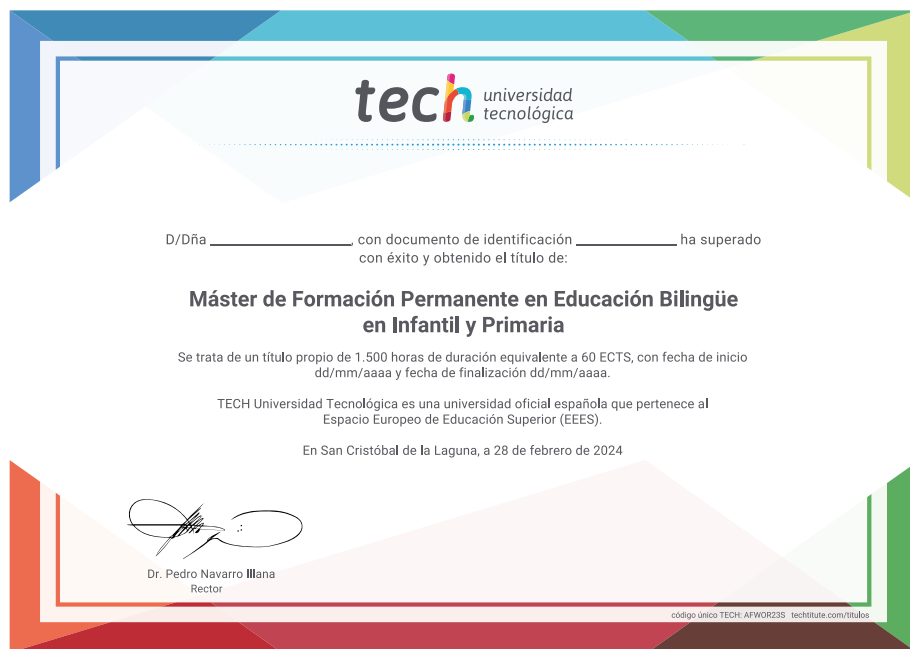 tech universidad
tecnológica
D/Dña ____________________, con documento de identificación ______________ ha superado
con éxito y obtenido el título de:
Máster de Formación Permanente en Educación Bilingüe
en Infantil y Primaria
Se trata de un título propio de 1.500 horas de duración equivalente a 60 ECTS, con fecha de inicio
dd/mm/aaaa y fecha de finalización dd/mm/aaaa.
TECH Universidad Tecnológica es una universidad oficial española que pertenece al
Espacio Europeo de Educación Superior (EEES).
En San Cristóbal de la Laguna, a 28 de febrero de 2024
Dr. Pedro Navarro Illana
Rector
código único TECH: AFWOR23S techtitute.com/titulos